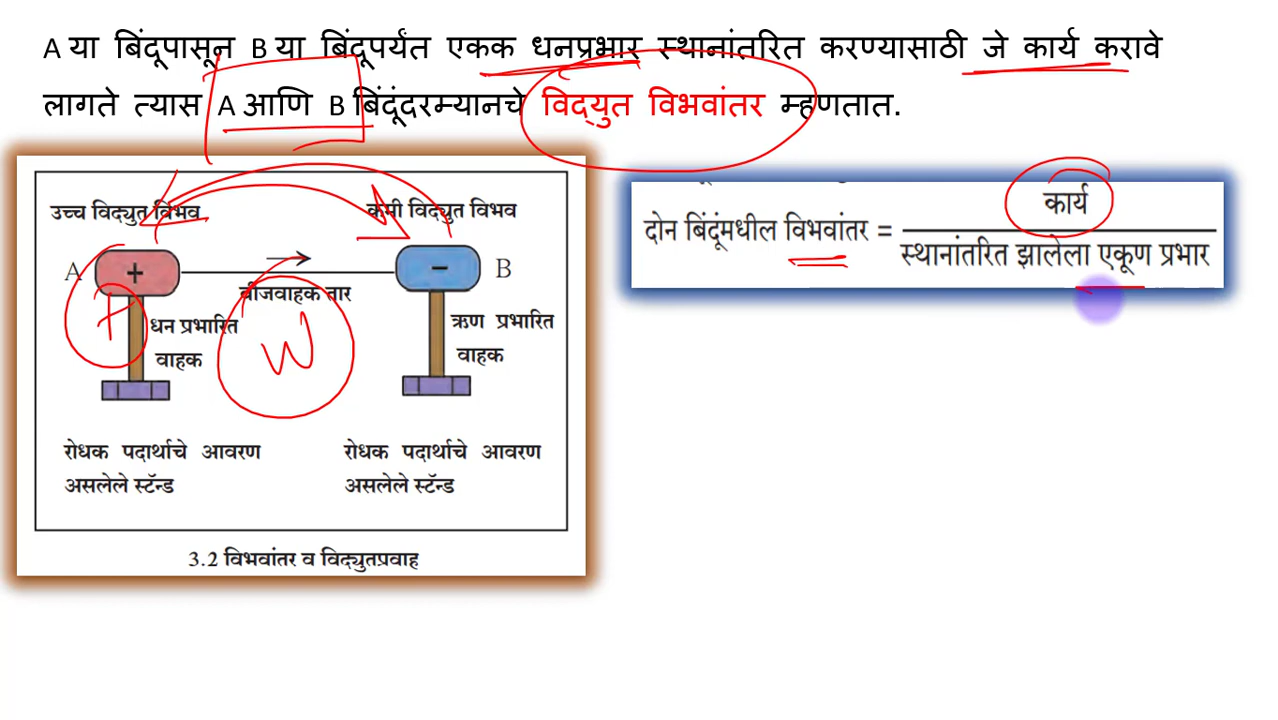 A या बिंदूपासून B या बिंदूपर्यंत एकक धनप्रभार स्थानांतरित करण्यासाठी जे कार्य करावे
लागते त्यास A आणि B बिंदूंदरम्यानचे विद्युत विभवांतर म्हणतात.
उच्च विद्युत विभव
कमी विद्युत विभव
A
+
-
B
बीजवाहक तार
धन प्रभारित
वाहक
ऋण प्रभारित
वाहक
W
रोधक पदार्थाचे आवरण
असलेले स्टॅन्ड
रोधक पदार्थाचे आवरण
असलेले स्टॅन्ड
3.2 विभवांतर व विद्युतप्रवाह
कार्य
दोन बिंदूंमधील विभवांतर =
स्थानांतरित झालेला एकूण प्रभार